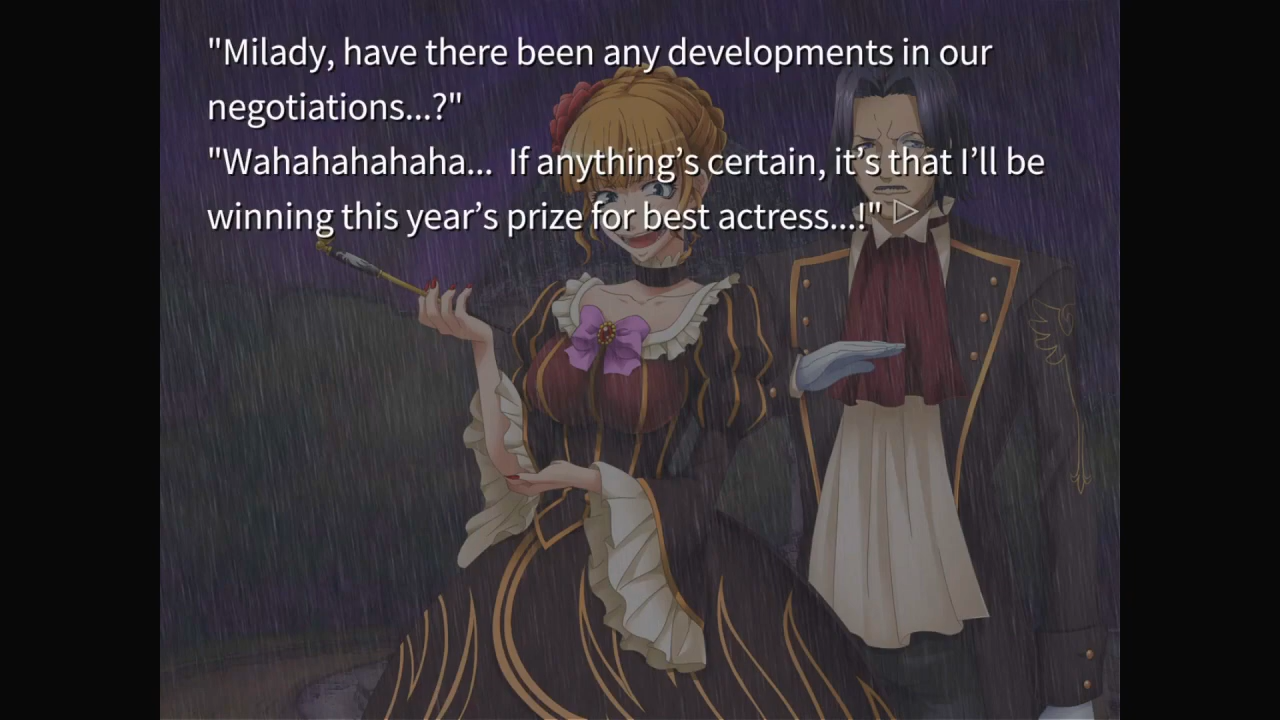 "Milady, have there been any developments in our
negotiations...?"
"Wahahahahaha...  If anything’s certain, it’s that I’ll be
winning this year’s prize for best actress...!"